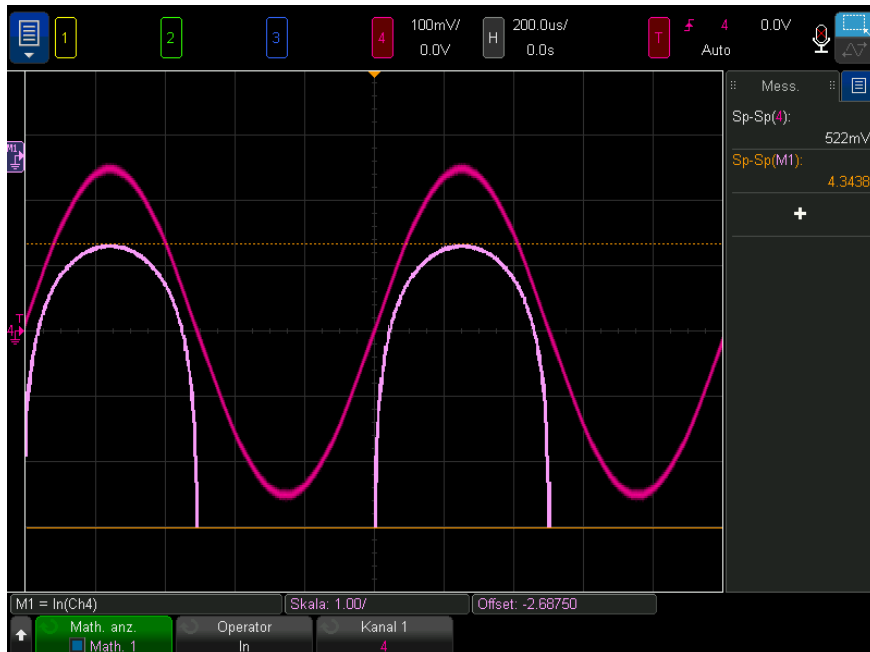 1 2 3 4 100mV/ 0.0V H 200.0us/ 0.0s T 4 0.0V Auto
Mess.
Sp-Sp(4):
522mV
Sp-Sp(M1):
4.3438
+
M1
T
4
M1 = ln(Ch4) Skala: 1.00/ Offset: -2.68750
Math. anz. Operator Kanal 1
Math. 1 ln 4